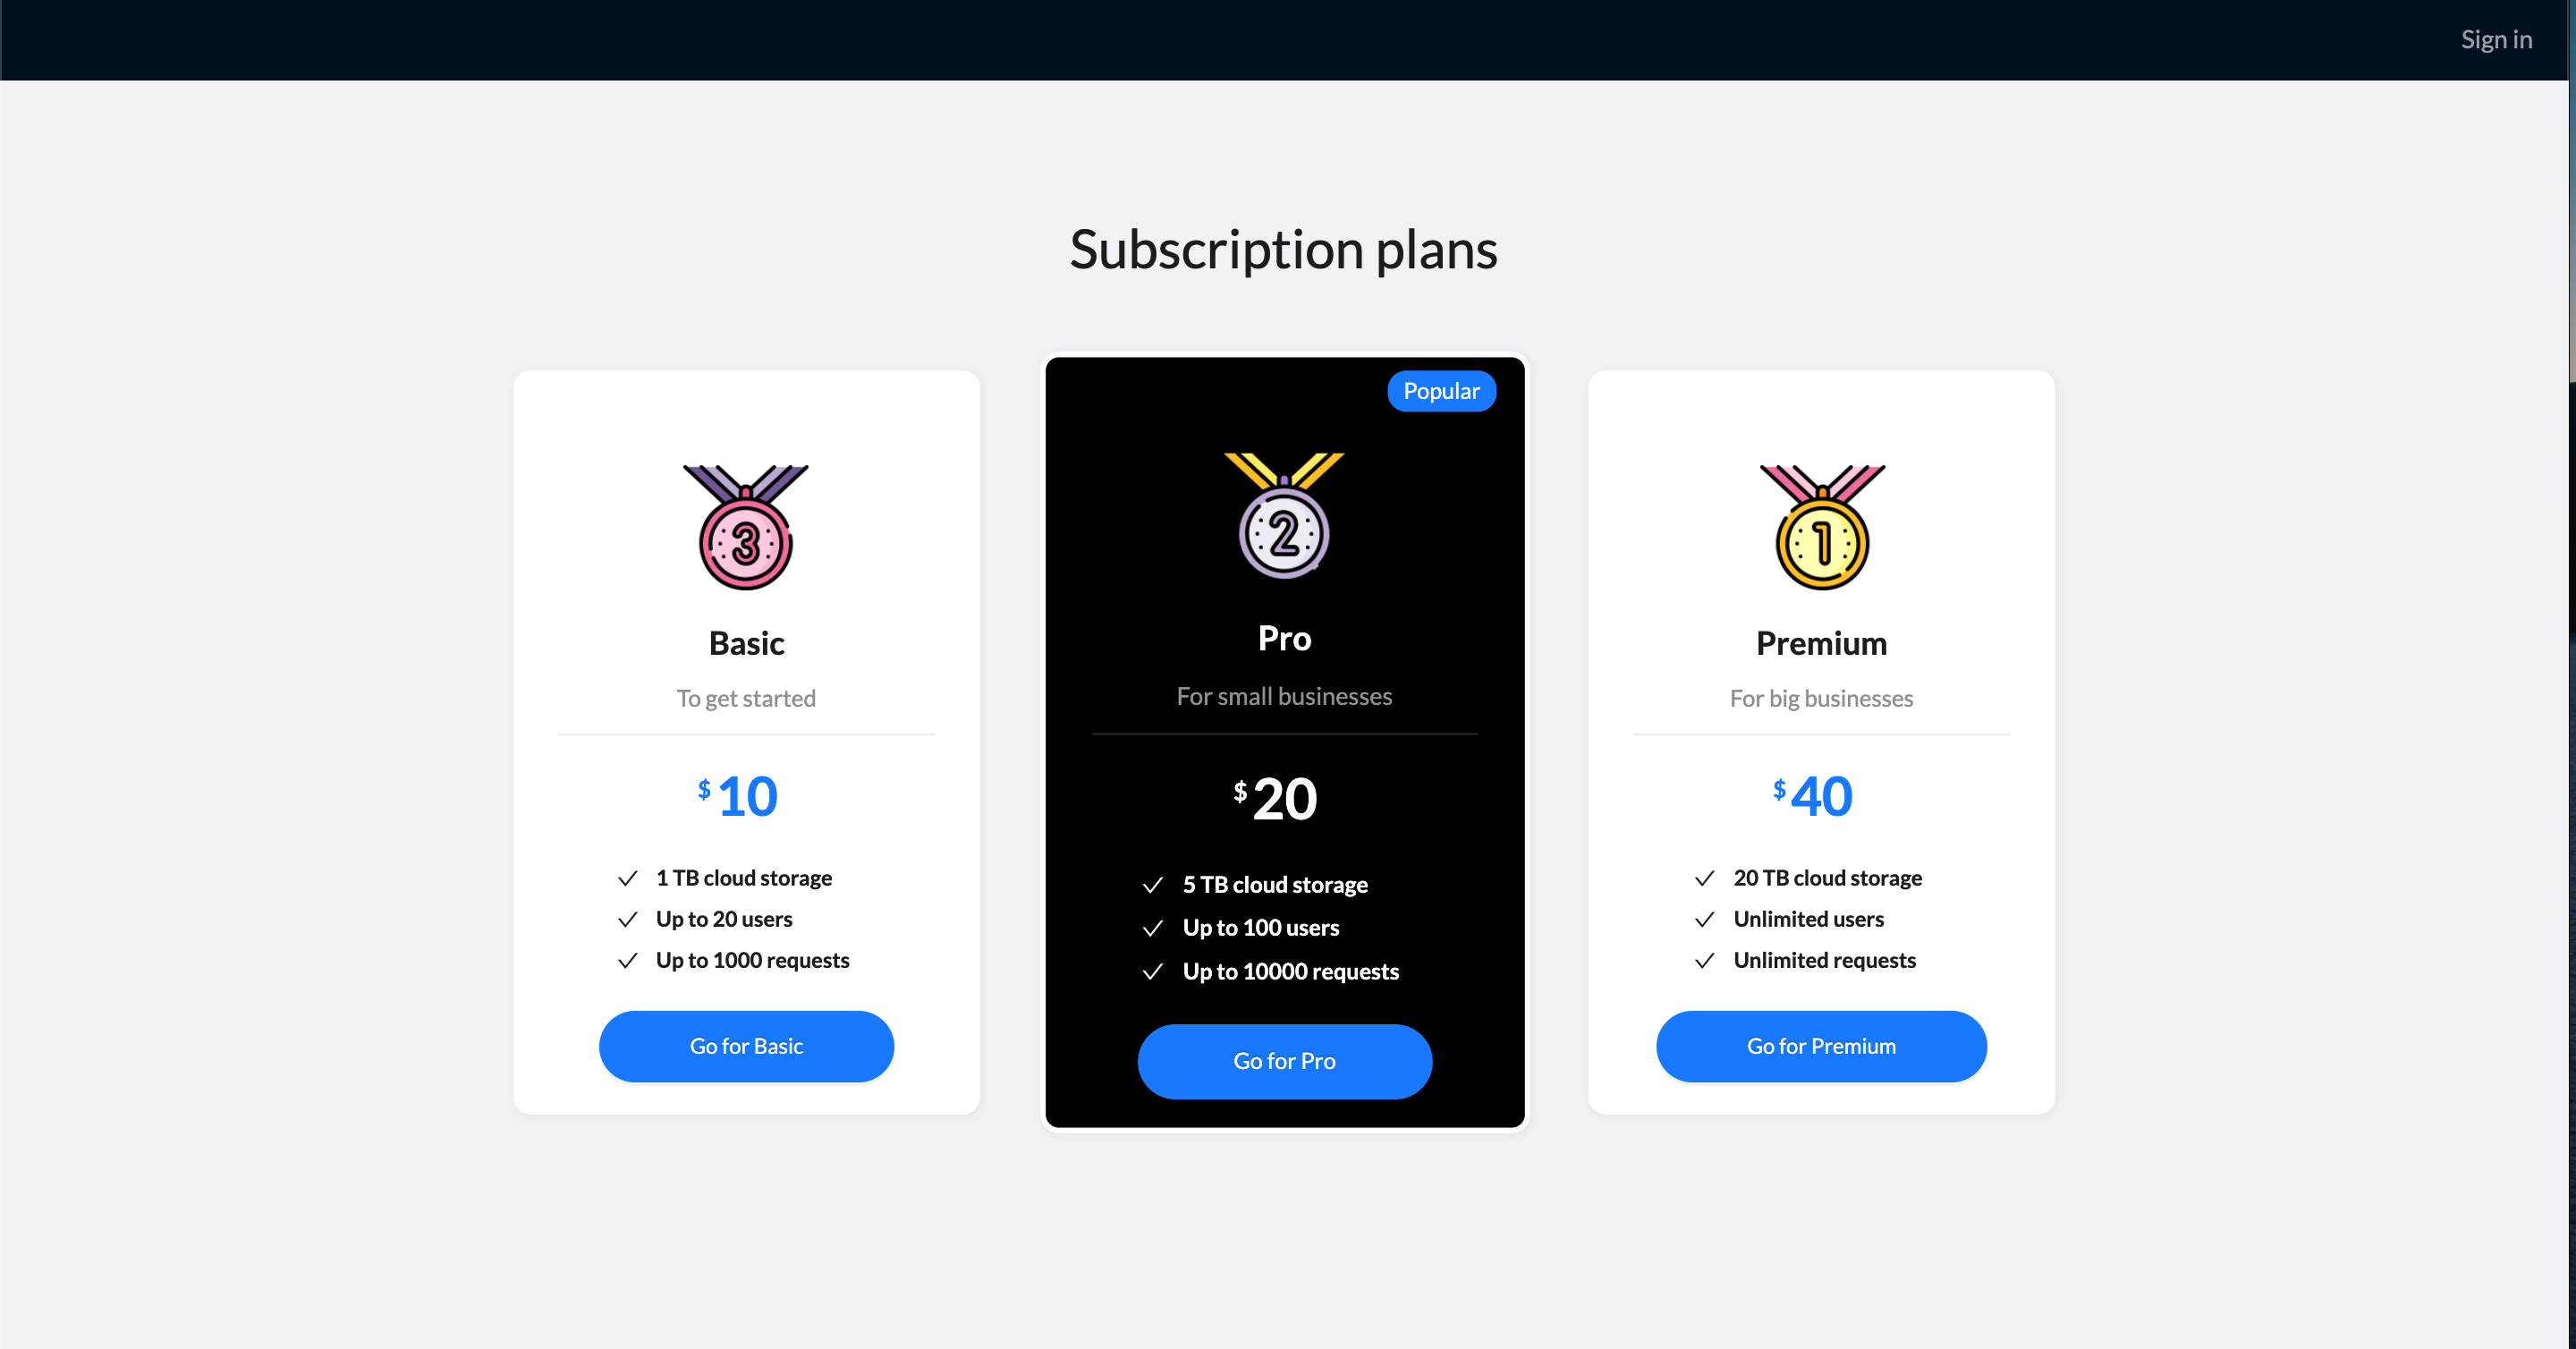 Sign in
Subscription plans
3
Basic
To get started
$10
1 TB cloud storage
Up to 20 users
Up to 1000 requests
Go for Basic
Popular
2
Pro
For small businesses
$20
5 TB cloud storage
Up to 100 users
Up to 10000 requests
Go for Pro
1
Premium
For big businesses
$40
20 TB cloud storage
Unlimited users
Unlimited requests
Go for Premium